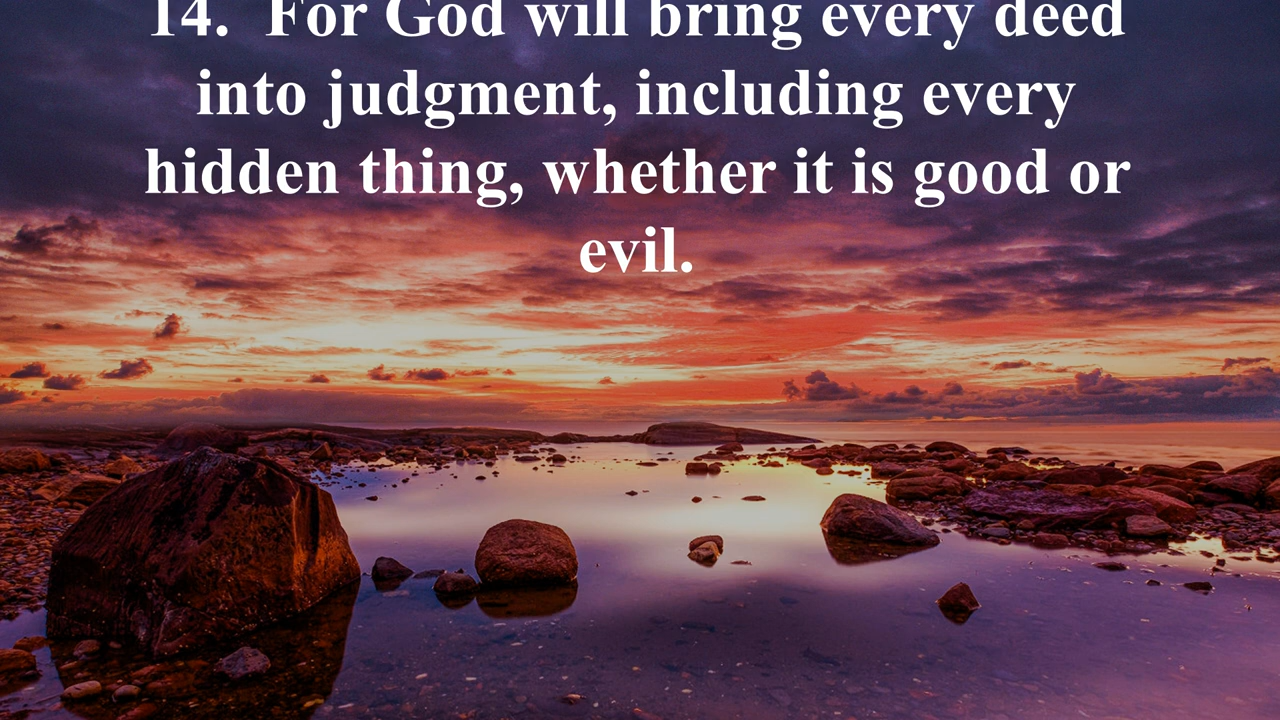 14.  For God will bring every deed
into judgment, including every
hidden thing, whether it is good or
evil.